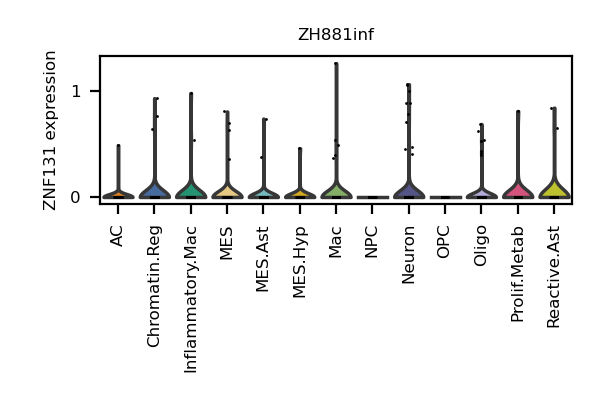 ZH881inf
ZNF131 expression
1
0
AC
Chromatin.Reg
Inflammatory.Mac
MES
MES.Ast
MES.Hyp
Mac
NPC
Neuron
OPC
Oligo
Prolif.Metab
Reactive.Ast